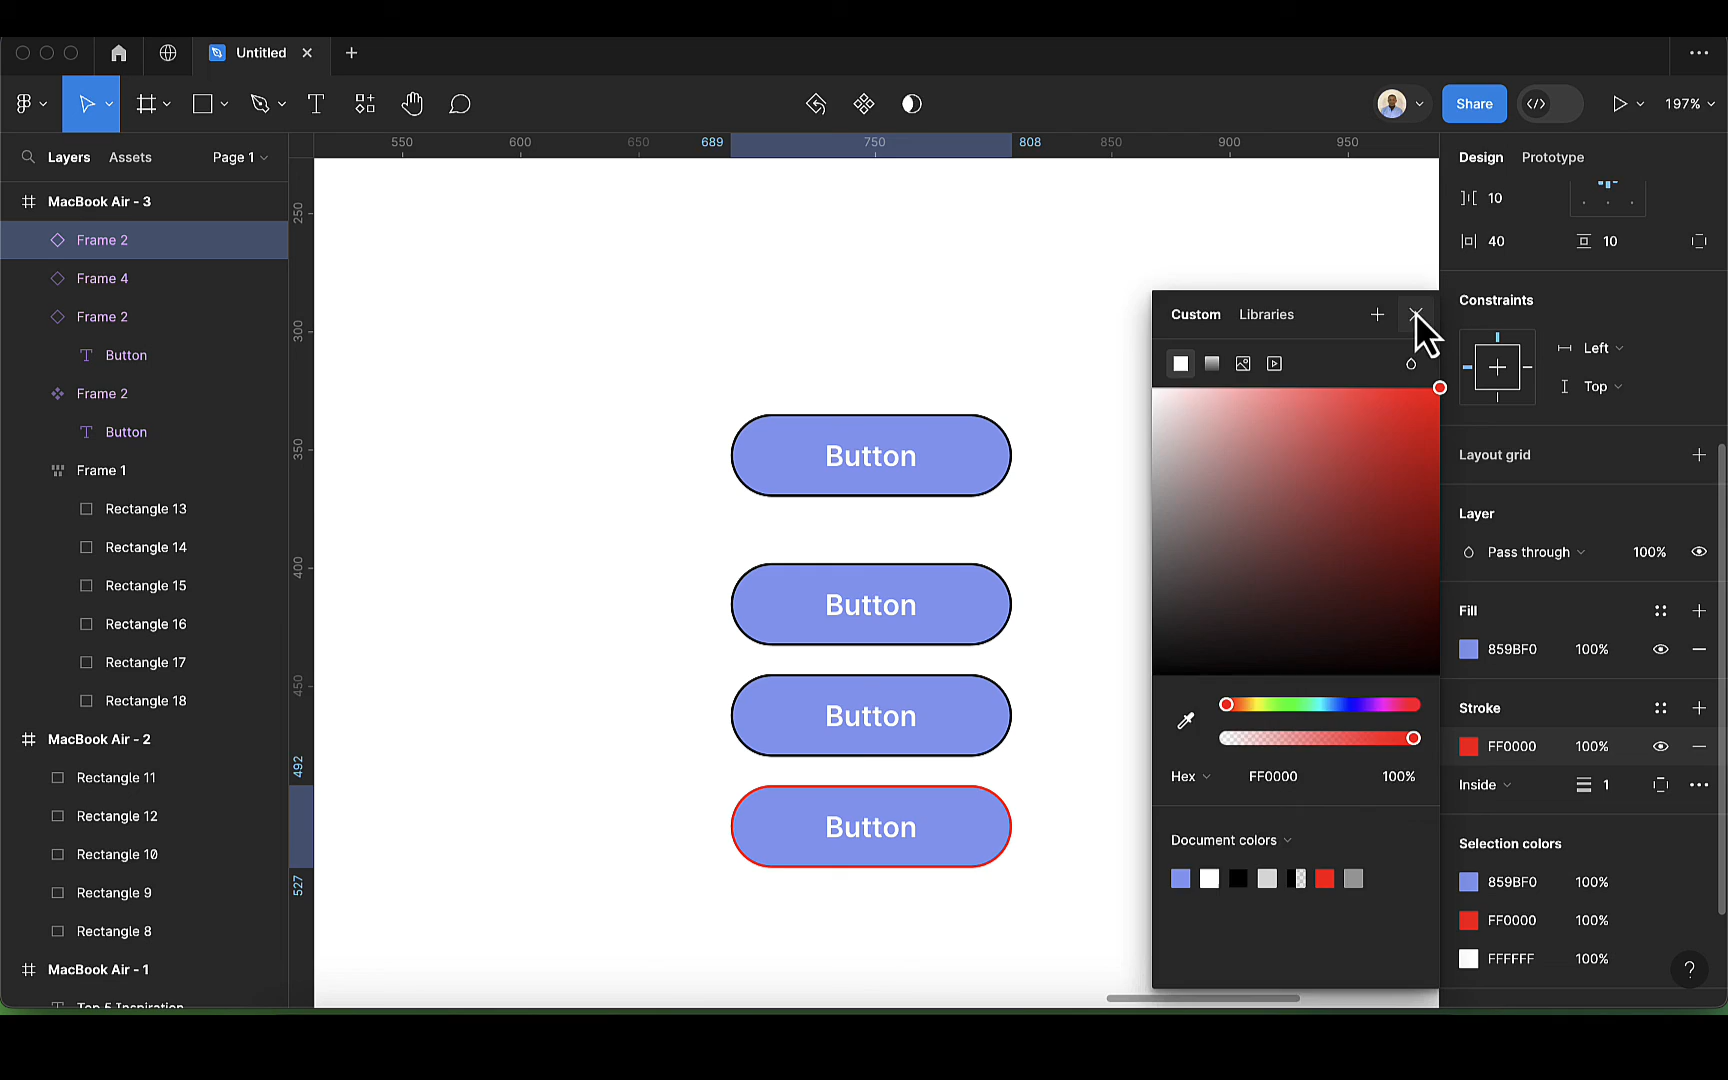 Untitled
Share
197%
Layers Assets Page 1
550 600 650 689 750 808 850 900 950
Design Prototype
MacBook Air - 3
Frame 2
Frame 4
Frame 2
Button
Frame 2
Button
Frame 1
Rectangle 13
Rectangle 14
Rectangle 15
Rectangle 16
Rectangle 17
Rectangle 18
MacBook Air - 2
Rectangle 11
Rectangle 12
Rectangle 10
Rectangle 9
Rectangle 8
MacBook Air - 1
Top 5 Inspiration
250
300
350
400
450
492
527
Button
Button
Button
Button
Custom Libraries
Hex FF0000 100%
Document colors
10
40 10
Constraints
Left
Top
Layout grid
Layer
Pass through 100%
Fill
859BF0 100%
Stroke
FF0000 100%
Inside 1
Selection colors
859BF0 100%
FF0000 100%
FFFFFF 100%
?